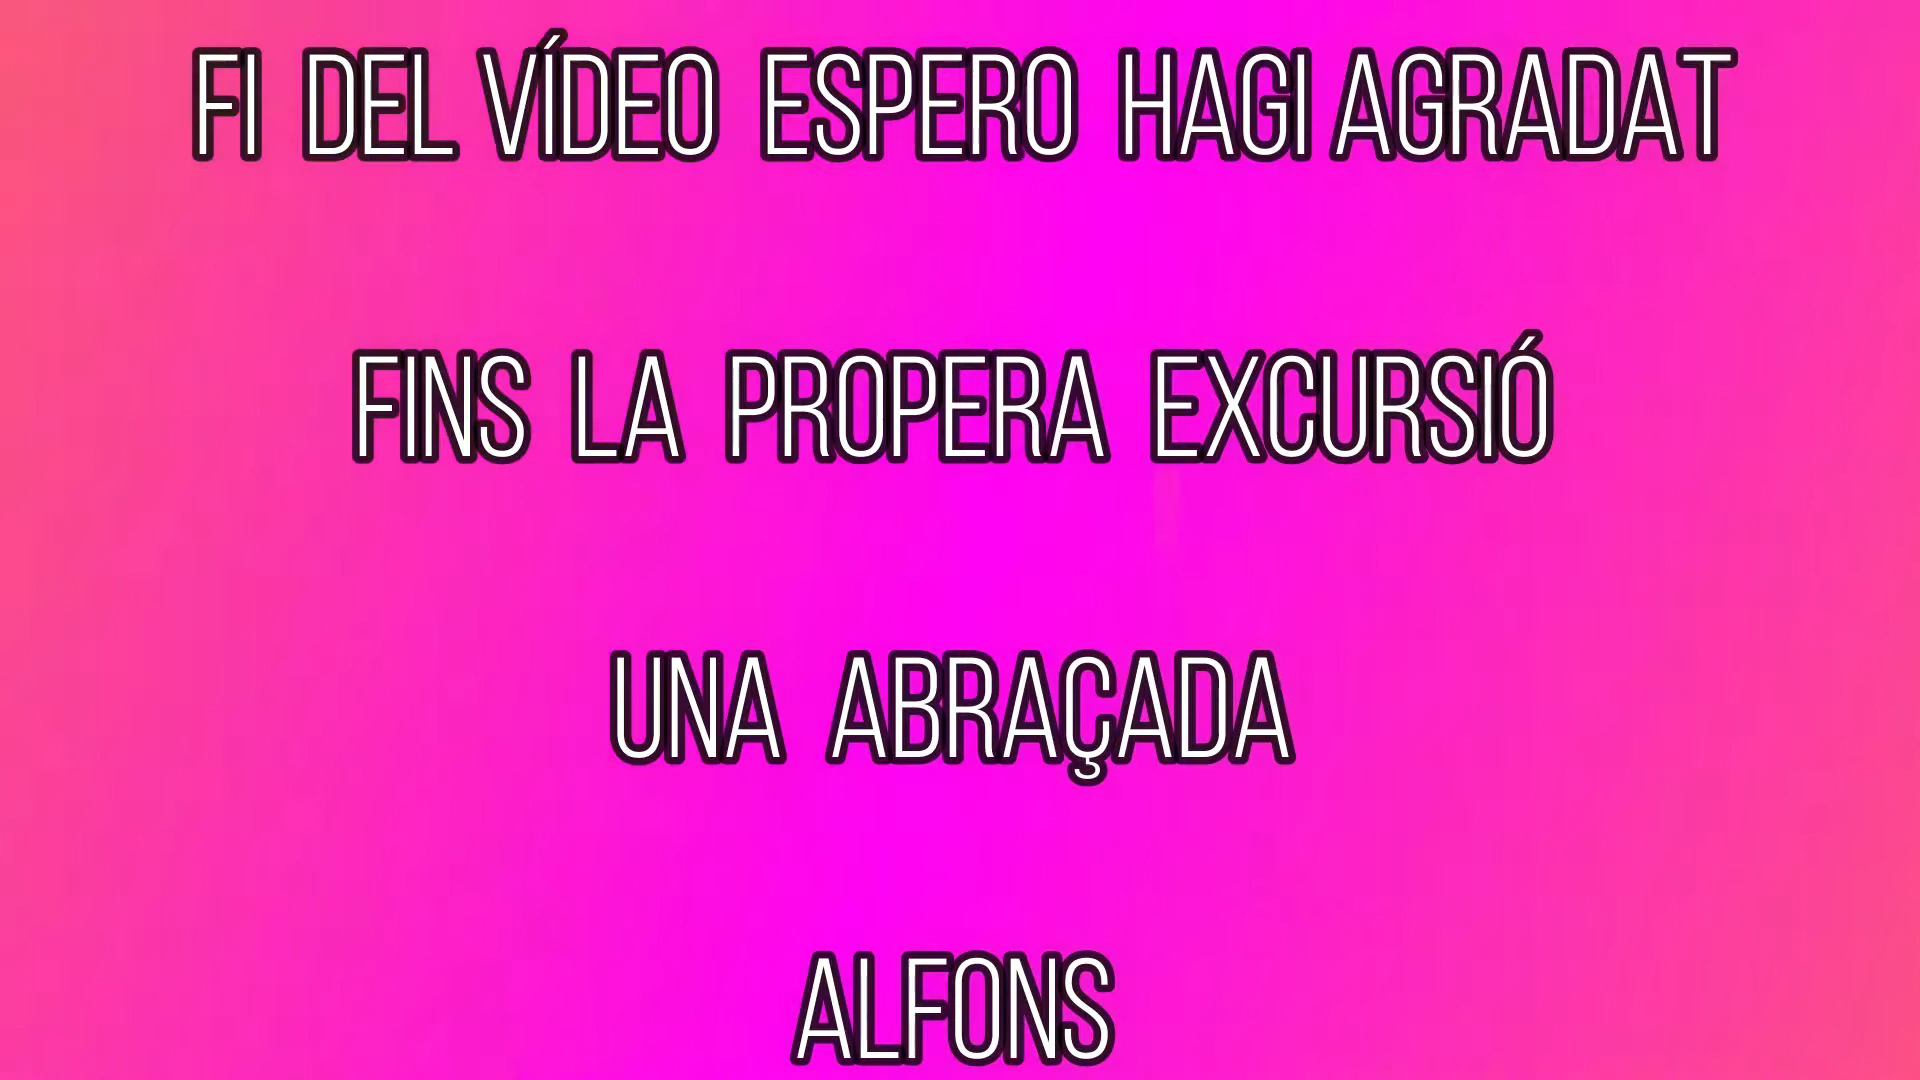 FI DEL VÍDEO ESPERO HAGI AGRADAT
FINS LA PROPERA EXCURSIÓ
UNA ABRAÇADA
ALFONS